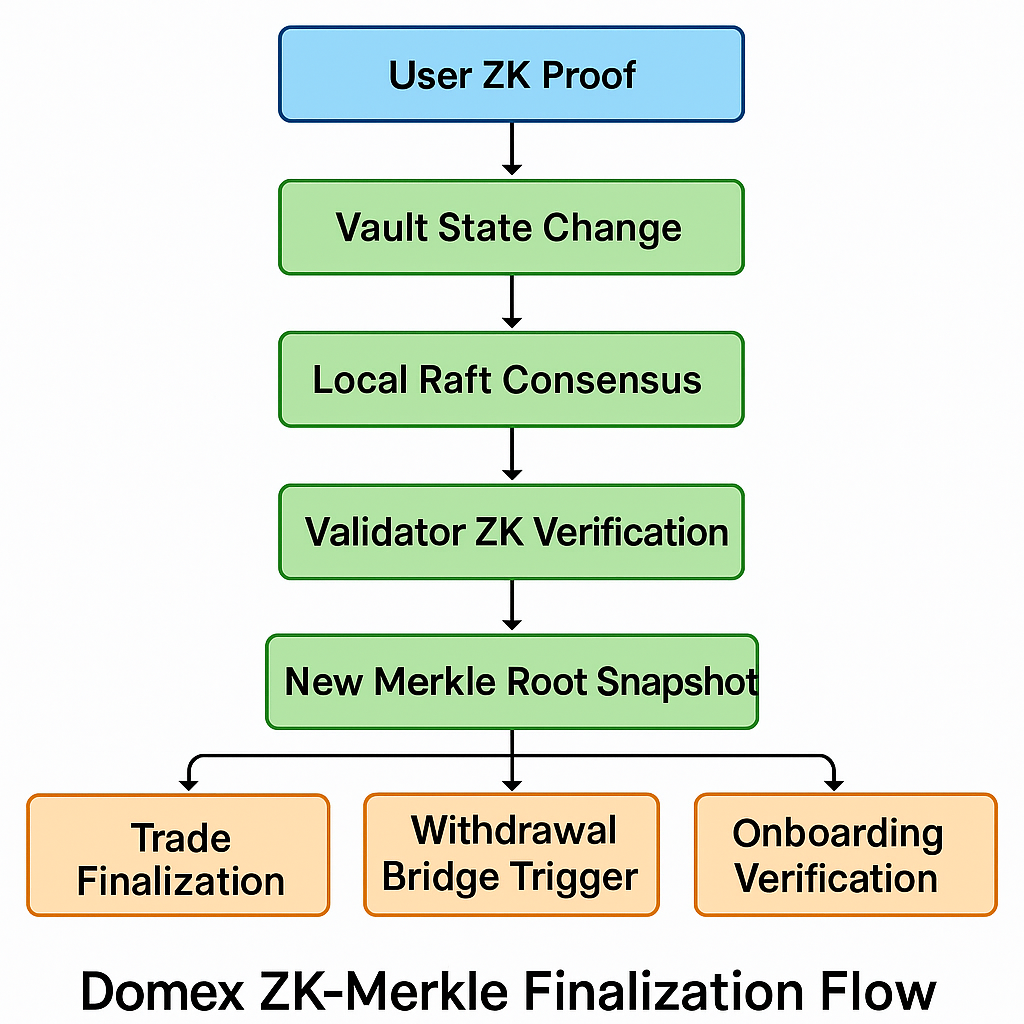 User ZK Proof
Vault State Change
Local Raft Consensus
Validator ZK Verification
New Merkle Root Snapshot
Trade
Finalization
Withdrawal
Bridge Trigger
Onboarding
Verification
Domex ZK-Merkle Finalization Flow